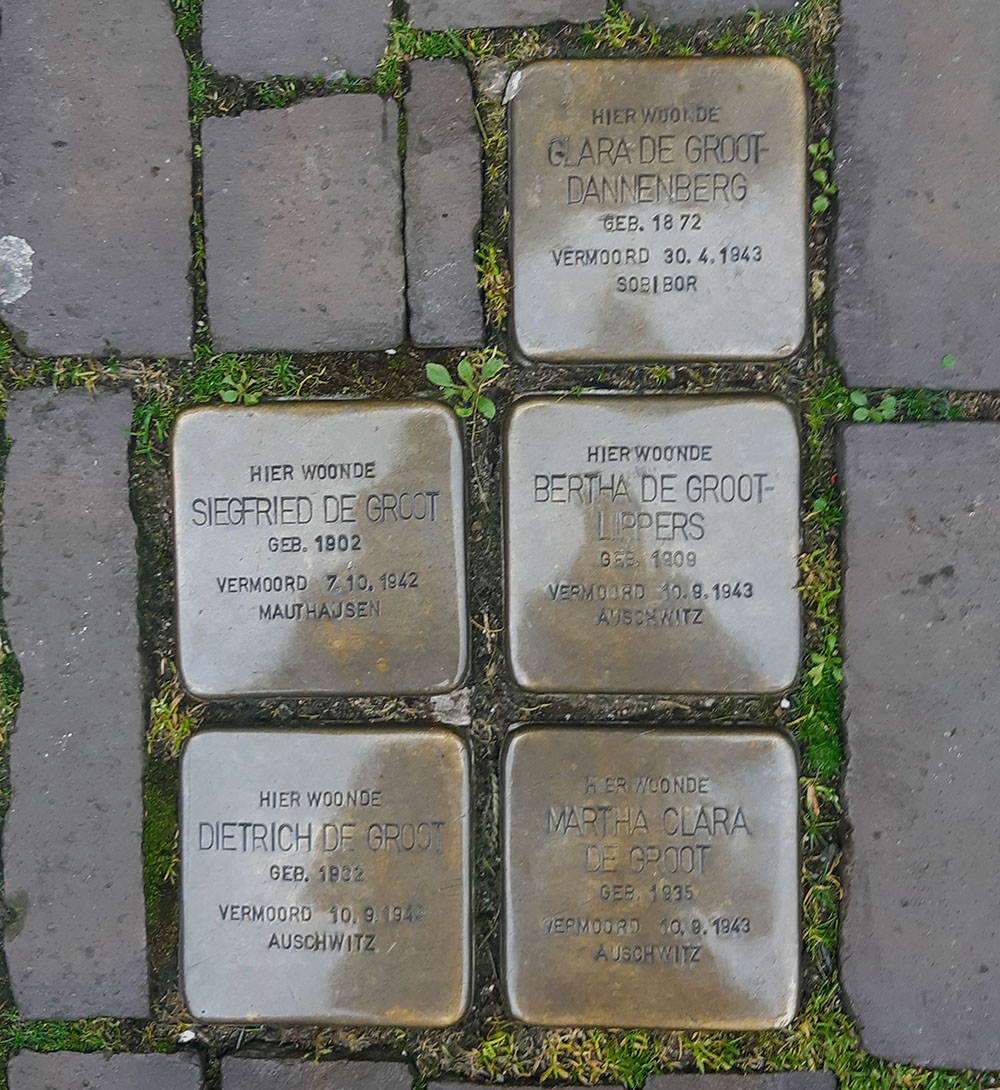 HIER WOONDE
CLARA DE GROOT-
DANNENBERG
GEB. 1872
VERMOORD 30.4.1943
SOBIBOR
HIER WOONDE
SIEGFRIED DE GROOT
GEB. 1902
VERMOORD 7.10.1942
MAUTHAUSEN
HIER WOONDE
BERTHA DE GROOT-
LIPPERS
GEB. 1909
VERMOORD 10.9.1943
AUSCHWITZ
HIER WOONDE
DIETRICH DE GROOT
GEB. 1932
VERMOORD 10.9.1943
AUSCHWITZ
HIER WOONDE
MARTHA CLARA
DE GROOT
GEB. 1935
VERMOORD 10.9.1943
AUSCHWITZ